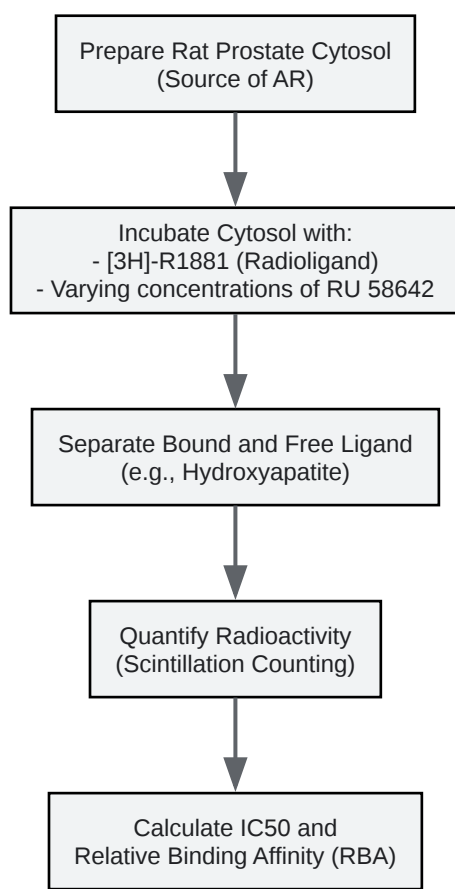 Prepare Rat Prostate Cytosol
(Source of AR)
Incubate Cytosol with:
- [3H]-R1881 (Radioligand)
- Varying concentrations of RU 58642
Separate Bound and Free Ligand
(e.g., Hydroxyapatite)
Quantify Radioactivity
(Scintillation Counting)
Calculate IC50 and
Relative Binding Affinity (RBA)